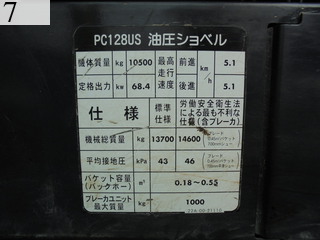 7
PC128US 油圧ショベル
機体質量 kg 10500 最高走行速度 前進 km/h 5.1
定格出力 kw 68.4 後進 5.1
仕様 標準仕様 労働安全衛生法による最も不利な仕量(含ブレーカ)
機械総質量 kg 13700 14600
平均接地圧 kPa 43 46
バケット容量(バックホー) m³ 0.18～0.55
ブレーカユニット最大質量 kg 1000